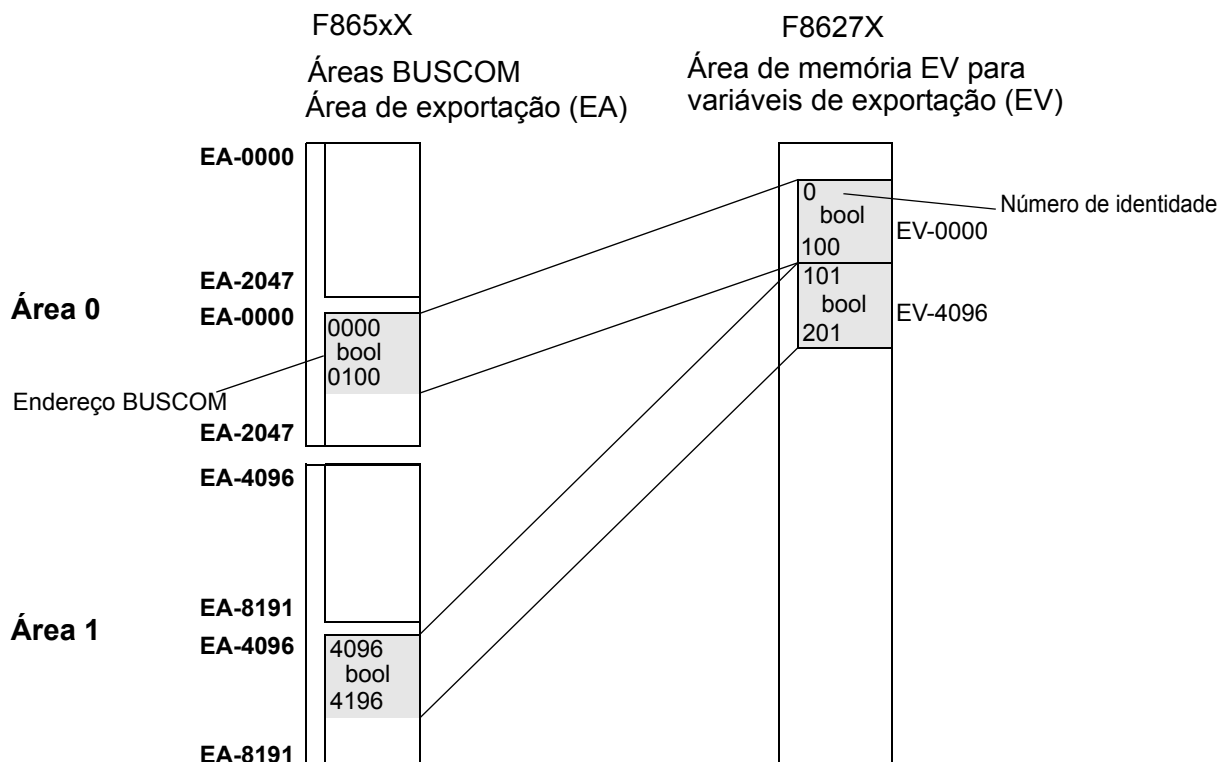 F865xX
Áreas BUSCOM
Área de exportação (EA)
F8627X
Área de memória EV para
variáveis de exportação (EV)
EA-0000
0
bool
100
EV-0000
Número de identidade
EA-2047
Área 0
EA-0000
101
bool
201
EV-4096
0000
bool
0100
Endereço BUSCOM
EA-2047
EA-4096
EA-8191
Área 1
EA-4096
4096
bool
4196
EA-8191